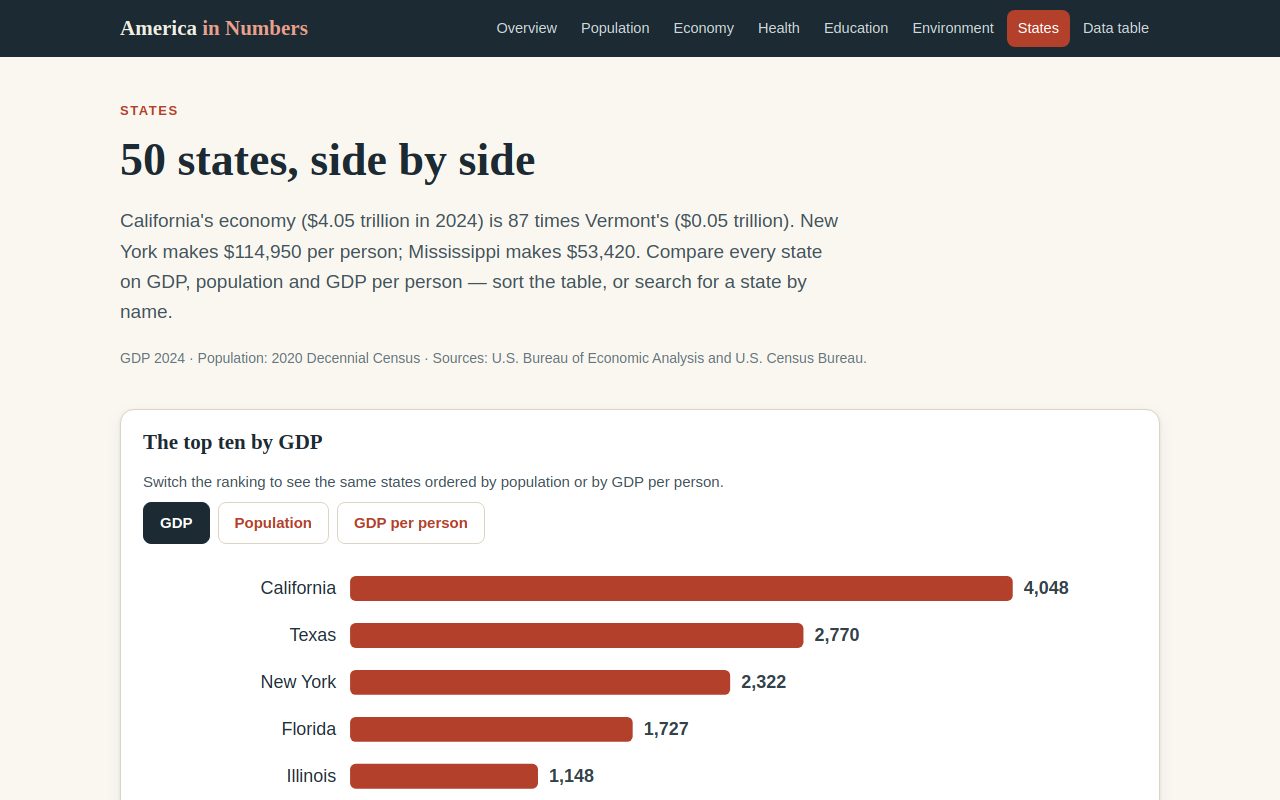 America in Numbers
Overview Population Economy Health Education Environment States Data table
STATES
50 states, side by side
California's economy ($4.05 trillion in 2024) is 87 times Vermont's ($0.05 trillion). New
York makes $114,950 per person; Mississippi makes $53,420. Compare every state
on GDP, population and GDP per person — sort the table, or search for a state by
name.
GDP 2024 · Population: 2020 Decennial Census · Sources: U.S. Bureau of Economic Analysis and U.S. Census Bureau.
The top ten by GDP
Switch the ranking to see the same states ordered by population or by GDP per person.
GDP Population GDP per person
California 4,048
Texas 2,770
New York 2,322
Florida 1,727
Illinois 1,148